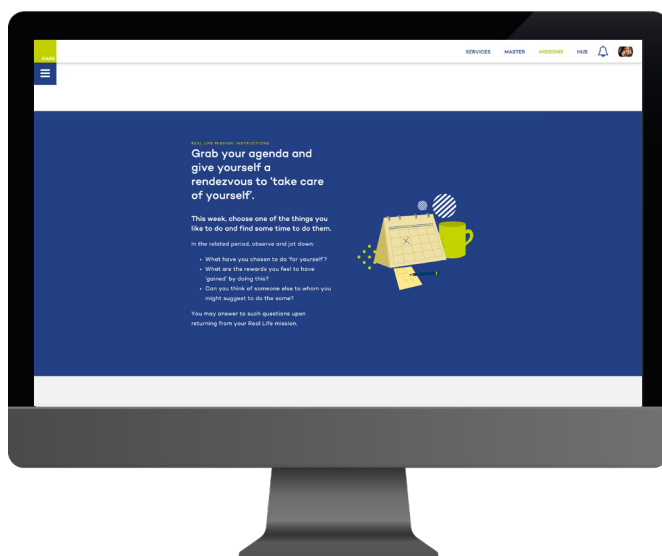 CARE
SERVICES MASTER MISSIONS HUB
REAL LIFE MISSION: INSTRUCTIONS
Grab your agenda and
give yourself a
rendezvous to 'take care
of yourself'.
This week, choose one of the things you
like to do and find some time to do them.
In the related period, observe and jot down:
• What have you chosen to do 'for yourself'?
• What are the rewards you feel to have
'gained' by doing this?
• Can you think of someone else to whom you
might suggest to do the same?
You may answer to such questions upon
returning from your Real Life mission.